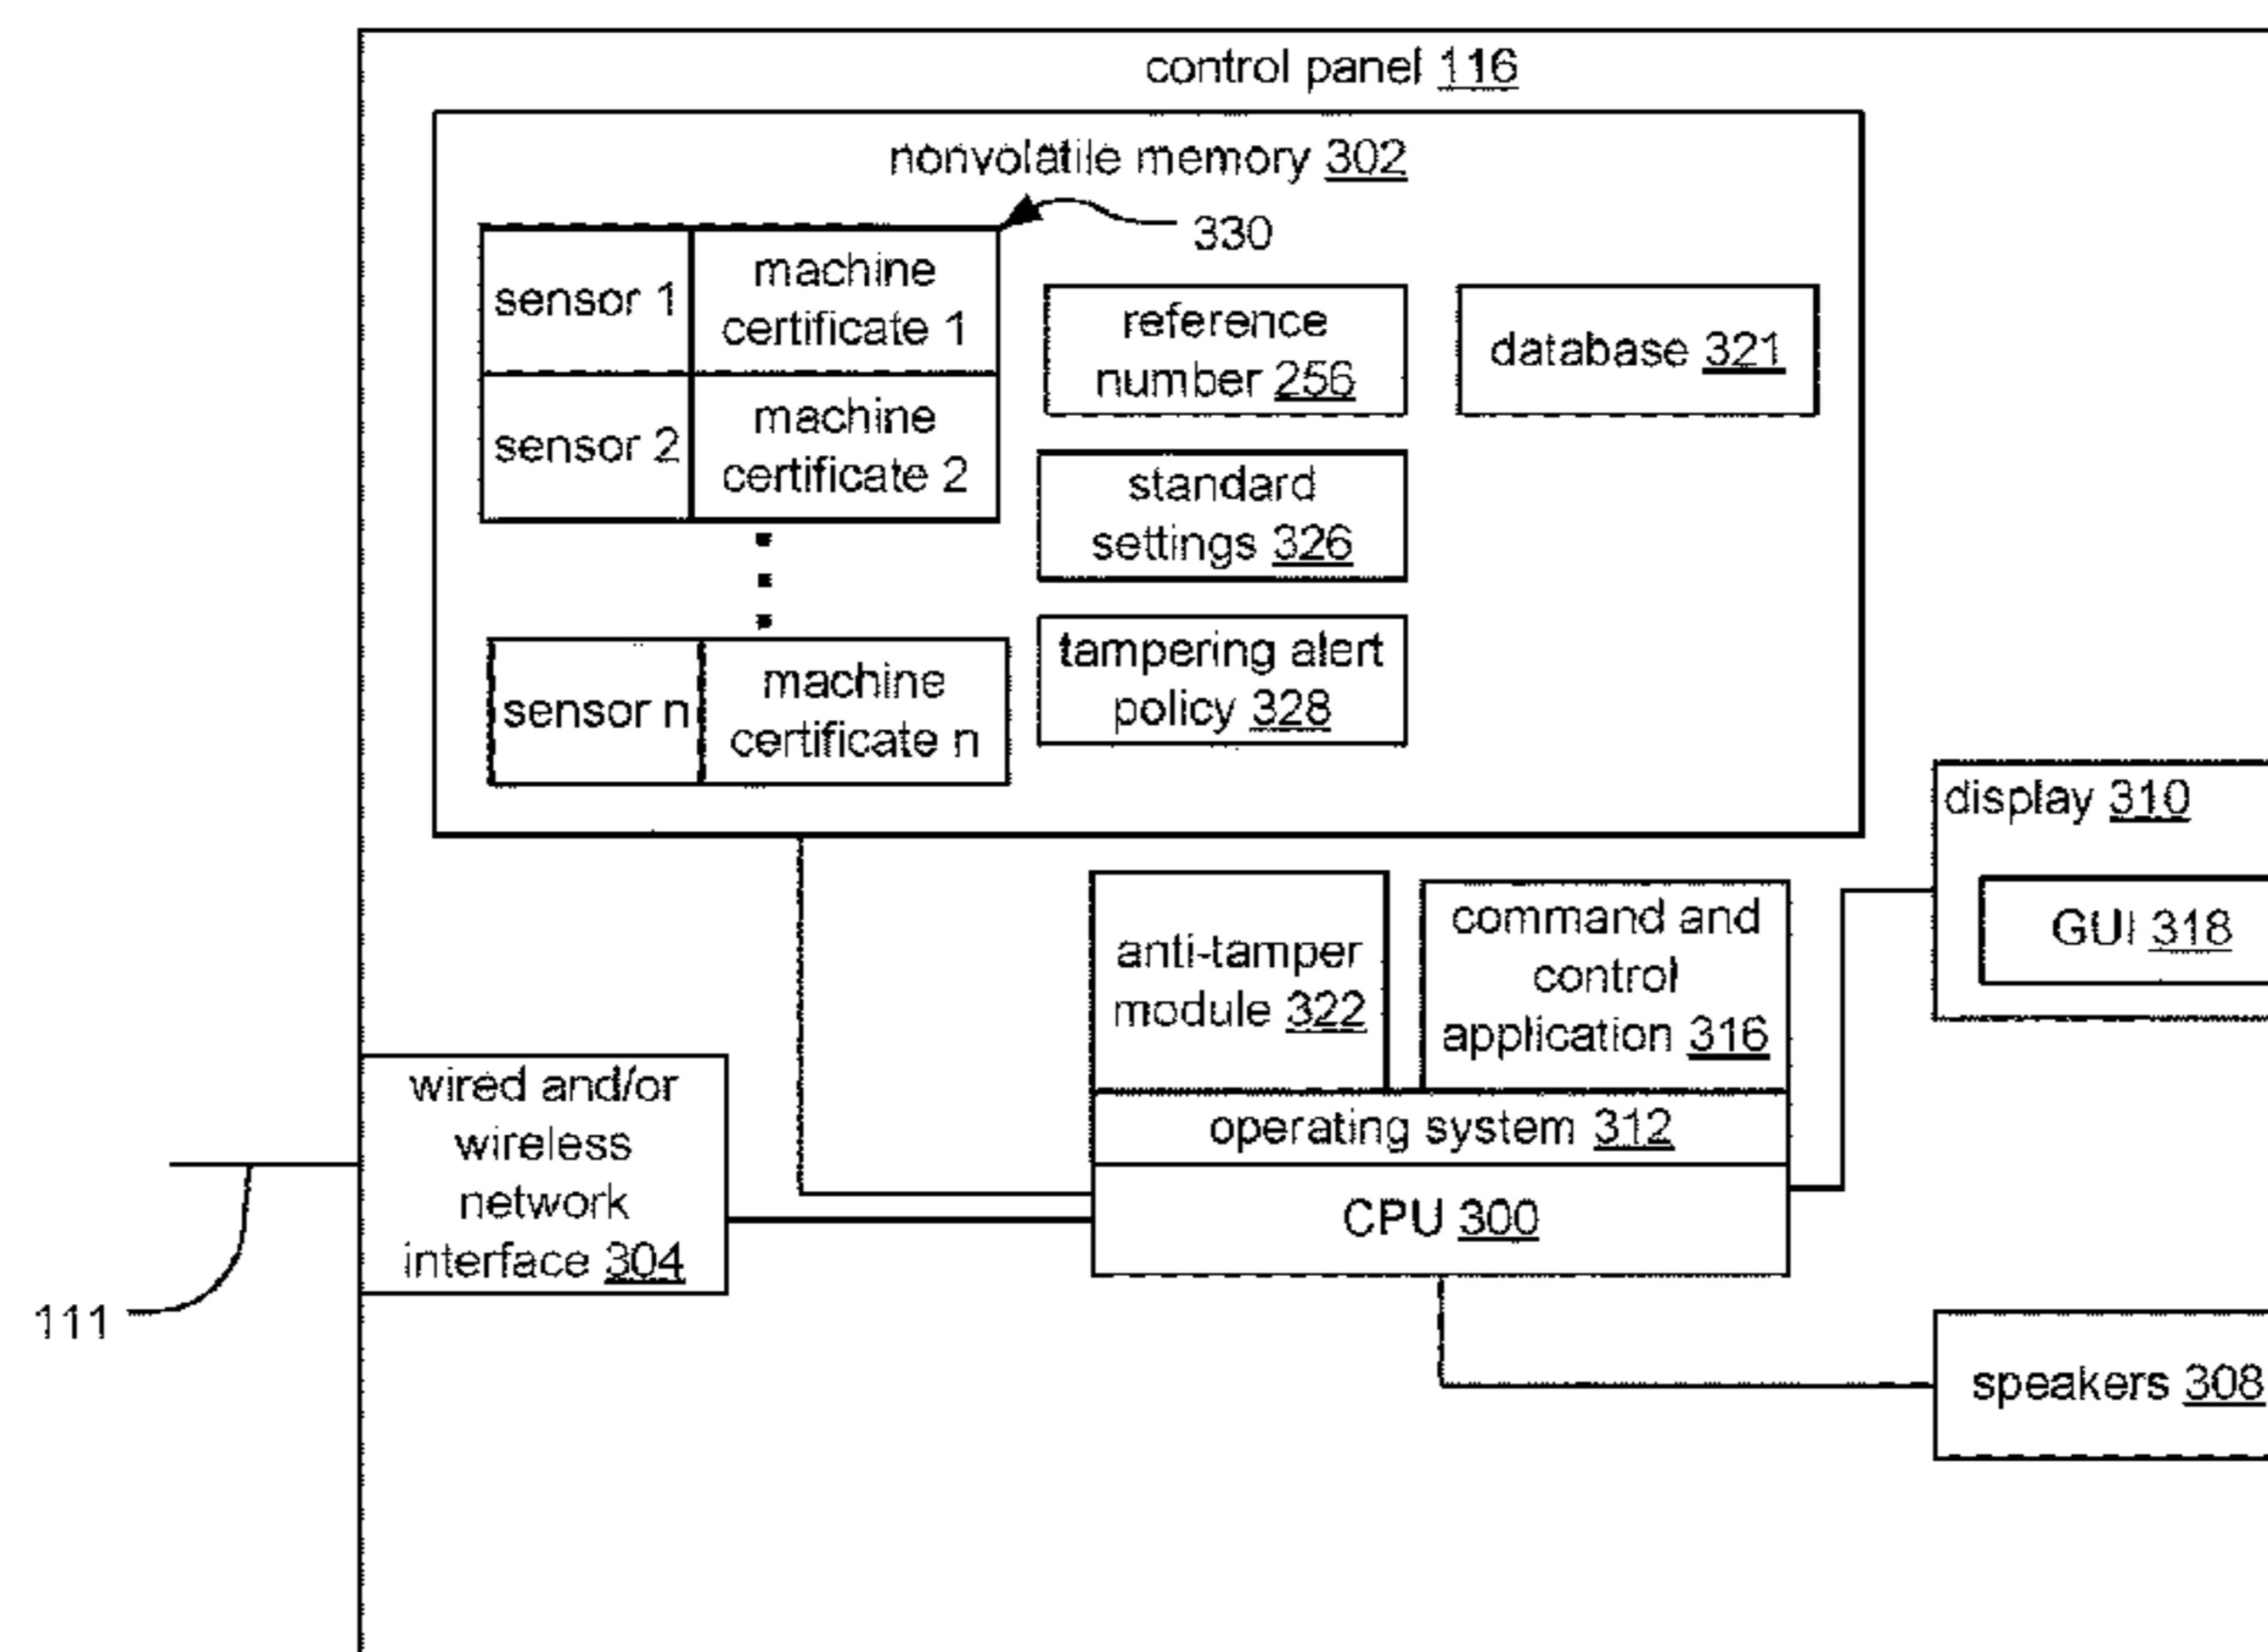 control panel 116
nonvolatile memory 302
330
sensor 1
machine
certificate 1
sensor 2
machine
certificate 2
sensor n
machine
certificate n
reference
number 256
standard
settings 326
tampering alert
policy 328
database 321
display 310
GUI 318
anti-tamper
module 322
command and
control
application 316
operating system 312
CPU 300
wired and/or
wireless
network
interface 304
111
speakers 308